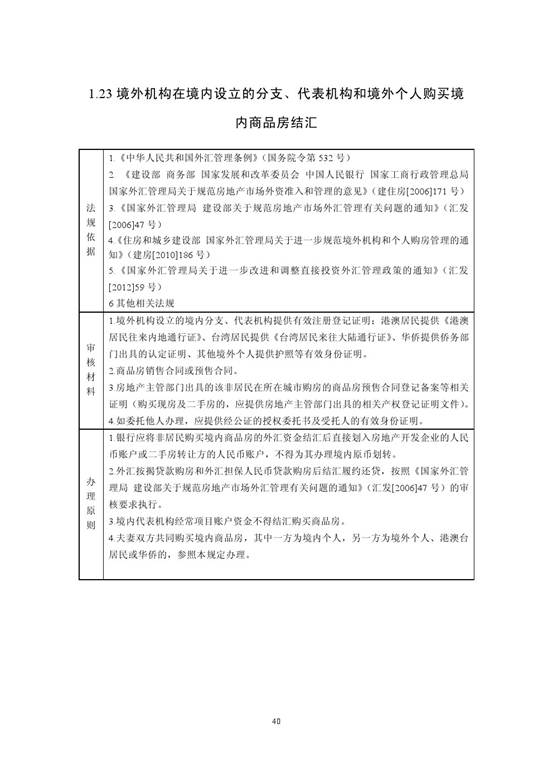 1.23 境外机构在境内设立的分支、代表机构和境外个人购买境
内商品房结汇
法规依据
1.《中华人民共和国外汇管理条例》（国务院令第 532 号）
2. 《建设部 商务部 国家发展和改革委员会 中国人民银行 国家工商行政管理总局
国家外汇管理局关于规范房地产市场外资准入和管理的意见》（建住房[2006]171 号）
3.《国家外汇管理局 建设部关于规范房地产市场外汇管理有关问题的通知》（汇发
[2006]47 号）
4.《住房和城乡建设部 国家外汇管理局关于进一步规范境外机构和个人购房管理的通
知》（建房[2010]186 号）
5.《国家外汇管理局关于进一步改进和调整直接投资外汇管理政策的通知》（汇发
[2012]59 号）
6 其他相关法规
审核材料
1.境外机构设立的境内分支、代表机构提供有效注册登记证明；港澳居民提供《港澳
居民往来内地通行证》、台湾居民提供《台湾居民来往大陆通行证》、华侨提供侨务部
门出具的认定证明、其他境外个人提供护照等有效身份证明。
2.商品房销售合同或预售合同。
3.房地产主管部门出具的该非居民在所在城市购房的商品房预售合同登记备案等相关
证明（购买现房及二手房的，应提供房地产主管部门出具的相关产权登记证明文件）。
4.如委托他人办理，应提供经公证的授权委托书及受托人的有效身份证明。
办理原则
1.银行应将非居民购买境内商品房的外汇资金结汇后直接划入房地产开发企业的人民
币账户或二手房转让方的人民币账户，不得为其办理境内原币划转。
2.外汇按揭贷款购房和外汇担保人民币贷款购房后结汇履约还贷，按照《国家外汇管
理局 建设部关于规范房地产市场外汇管理有关问题的通知》（汇发[2006]47 号）的审
核要求执行。
3 境内代表机构经常项目账户资金不得结汇购买商品房。
4.夫妻双方共同购买境内商品房，其中一方为境内个人，另一方为境外个人、港澳台
居民或华侨的，参照本规定办理。
40